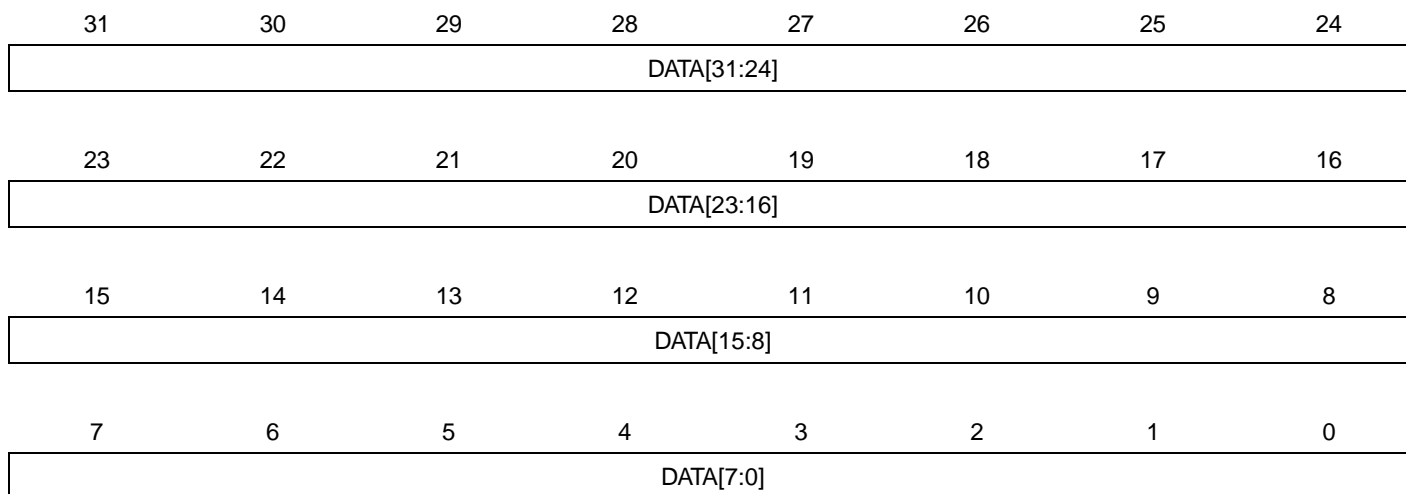 31 30 29 28 27 26 25 24
DATA[31:24]
23 22 21 20 19 18 17 16
DATA[23:16]
15 14 13 12 11 10 9 8
DATA[15:8]
7 6 5 4 3 2 1 0
DATA[7:0]